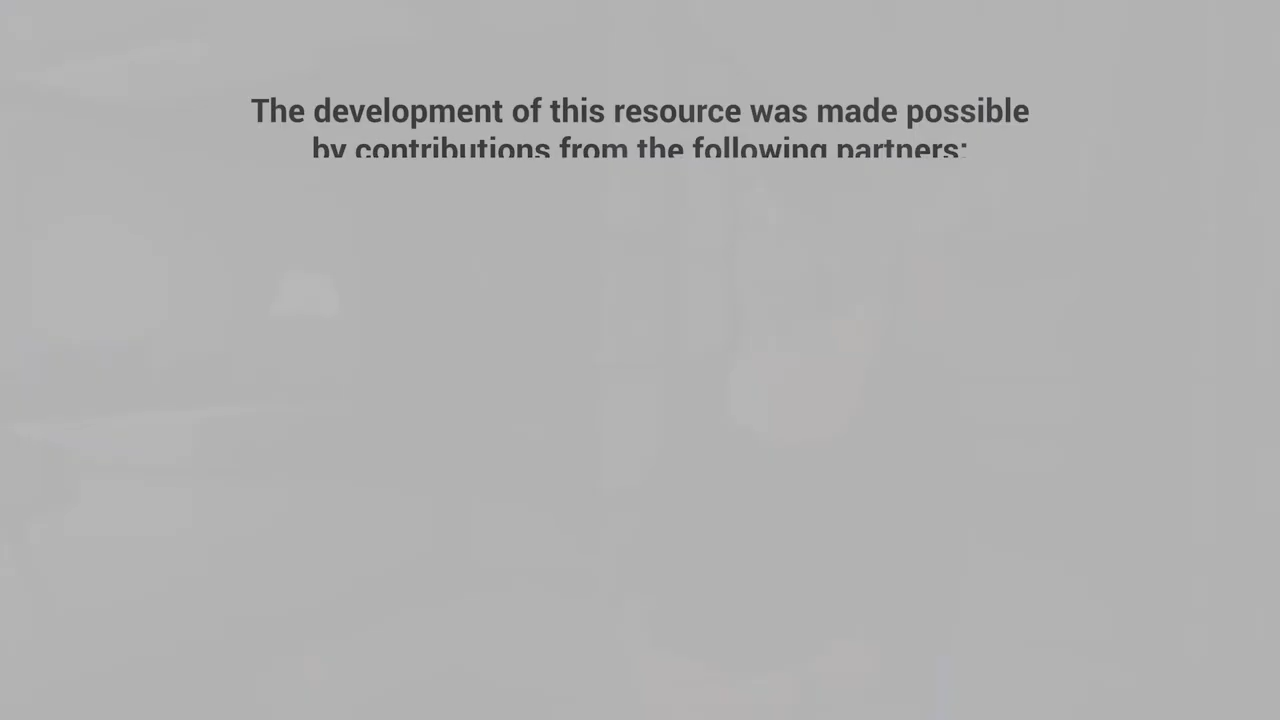 The development of this resource was made possible
by contributions from the following partners: